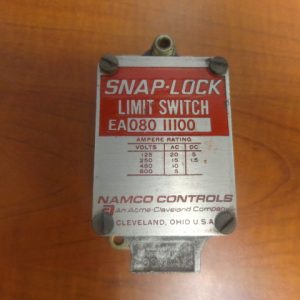 SNAP-LOCK
LIMIT SWITCH
EA080 11100
AMPERE RATING
VOLTS AC DC
125 20 5
250 15 1.5
450 10
600 5
NAMCO CONTROLS
An Acme-Cleveland Company
CLEVELAND, OHIO U.S.A.